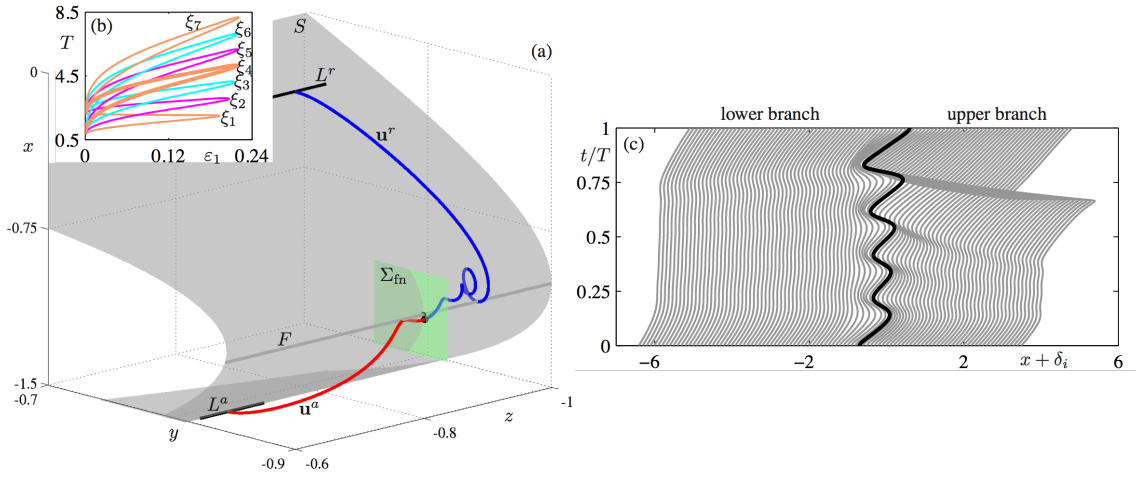 8.5
(b)
T
ξ7
ξ6
ξ5
ξ4
ξ3
ξ2
ξ1
4.5
0.5
0
0.12
ε1
0.24
S
(a)
0
L^r
u^r
x
-0.75
Σfn
F
-1.5
-0.7
L^a
u^a
y
z
-1
-0.8
-0.9
-0.6
lower branch
upper branch
1
t/T
(c)
0.75
0.5
0.25
0
-6
-2
2
x + δi
6